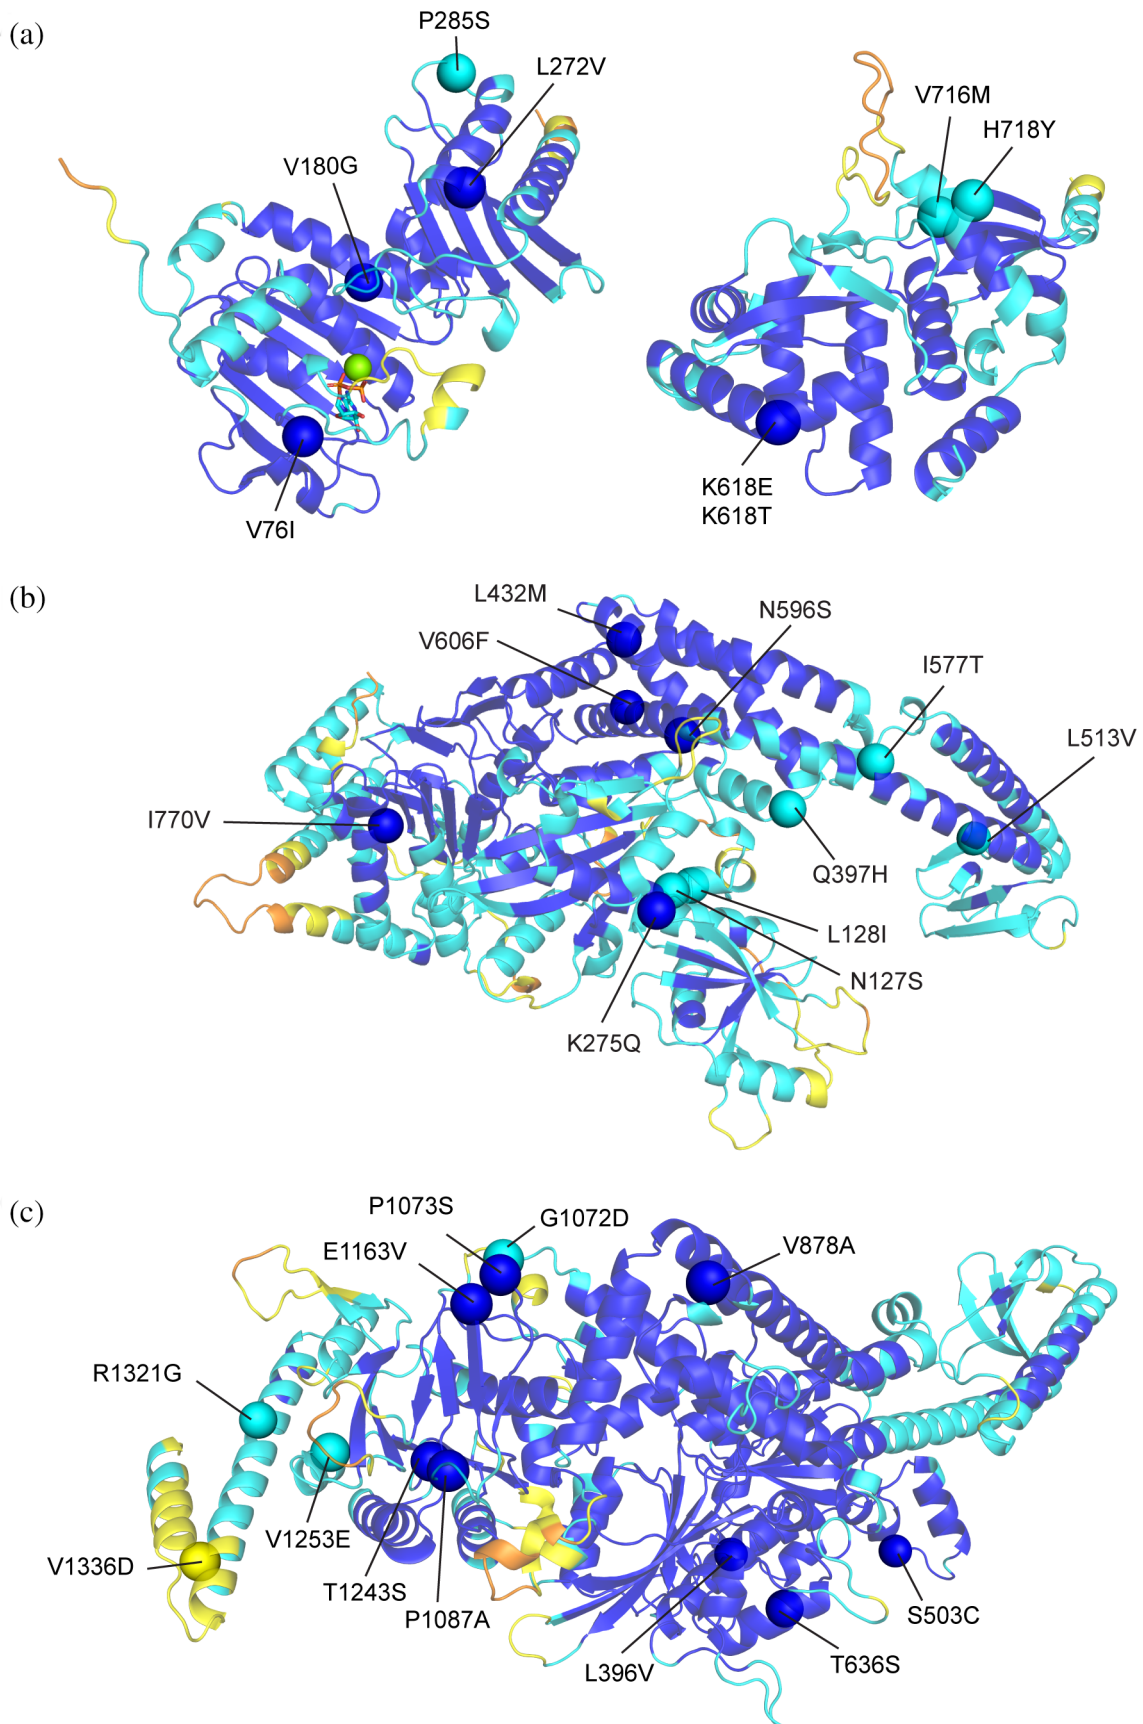 (a)
P285S
L272V
V180G
V76I
V716M
H718Y
K618E
K618T
(b)
L432M
N596S
V606F
I577T
L513V
I770V
Q397H
L128I
N127S
K275Q
(c)
P1073S
G1072D
E1163V
V878A
R1321G
V1253E
V1336D
T1243S
P1087A
S503C
L396V
T636S